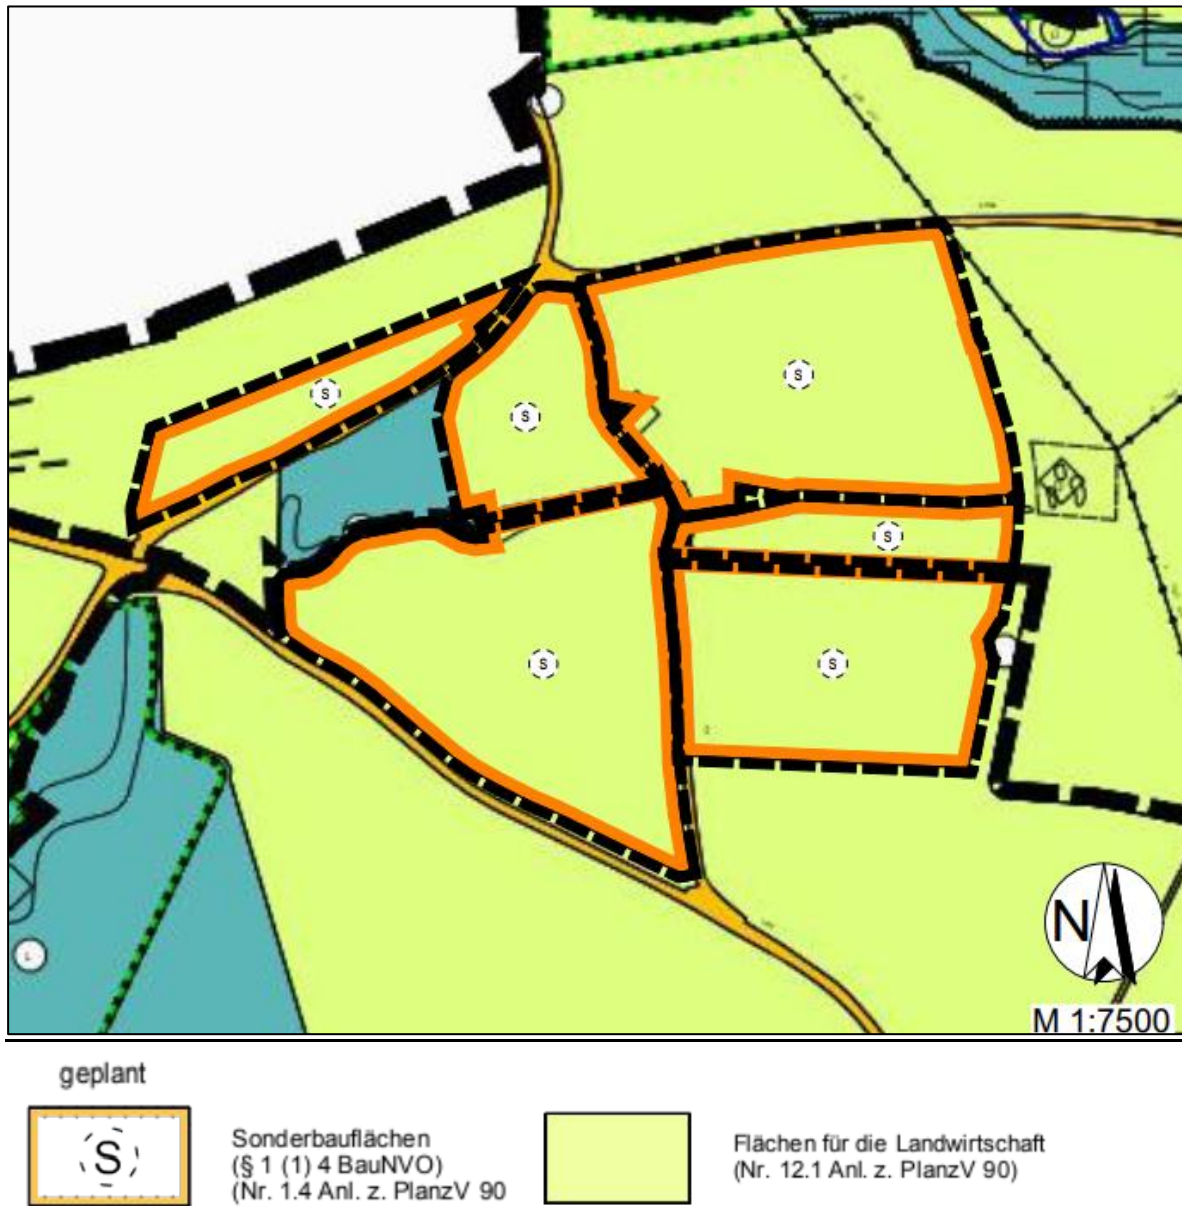 S
S
S
S
S
S
L
N
M 1:7500
geplant
S
Sonderbauflächen
(§ 1 (1) 4 BauNVO)
(Nr. 1.4 Anl. z. PlanzV 90
Flächen für die Landwirtschaft
(Nr. 12.1 Anl. z. PlanzV 90)